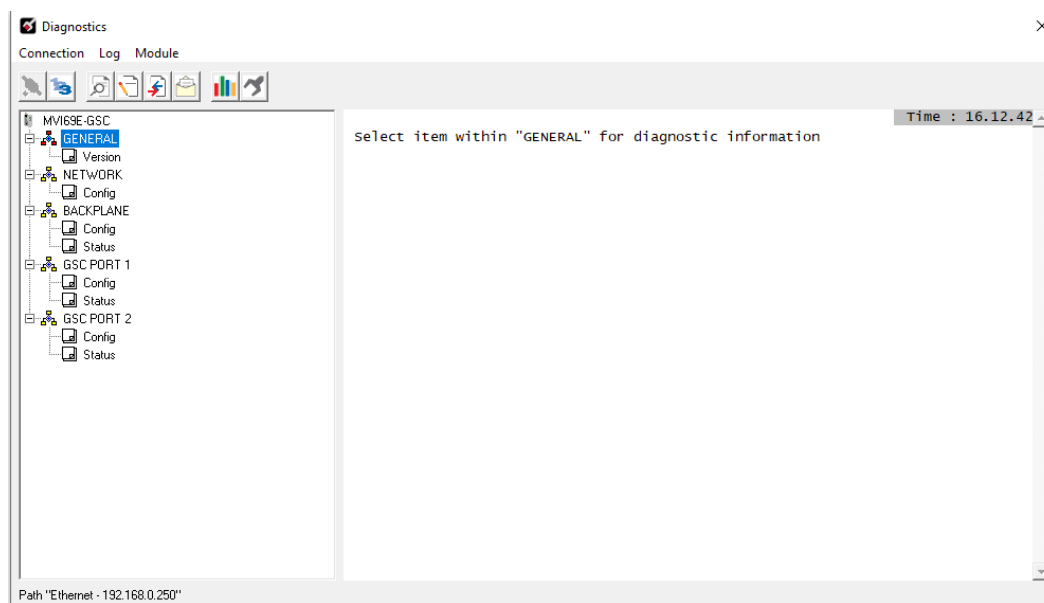 Diagnostics
Connection Log Module
MVI69E-GSC
GENERAL
Version
NETWORK
Config
BACKPLANE
Config
Status
GSC PORT 1
Config
Status
GSC PORT 2
Config
Status
Time : 16.12.42
Select item within "GENERAL" for diagnostic information
Path "Ethernet - 192.168.0.250"